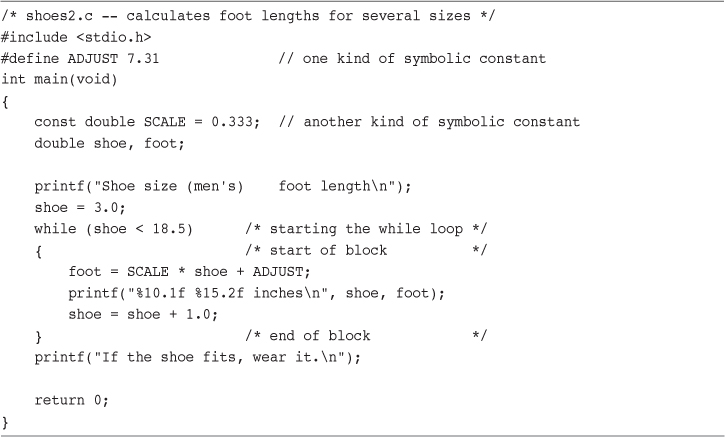 /* shoes2.c -- calculates foot lengths for several sizes */
#include <stdio.h>
#define ADJUST 7.31              // one kind of symbolic constant
int main(void)
{
    const double SCALE = 0.333;  // another kind of symbolic constant
    double shoe, foot;

    printf("Shoe size (men's)    foot length\n");
    shoe = 3.0;
    while (shoe < 18.5)      /* starting the while loop */
    {                        /* start of block          */
        foot = SCALE * shoe + ADJUST;
        printf("%10.1f %15.2f inches\n", shoe, foot);
        shoe = shoe + 1.0;
    }                        /* end of block            */
    printf("If the shoe fits, wear it.\n");

    return 0;
}